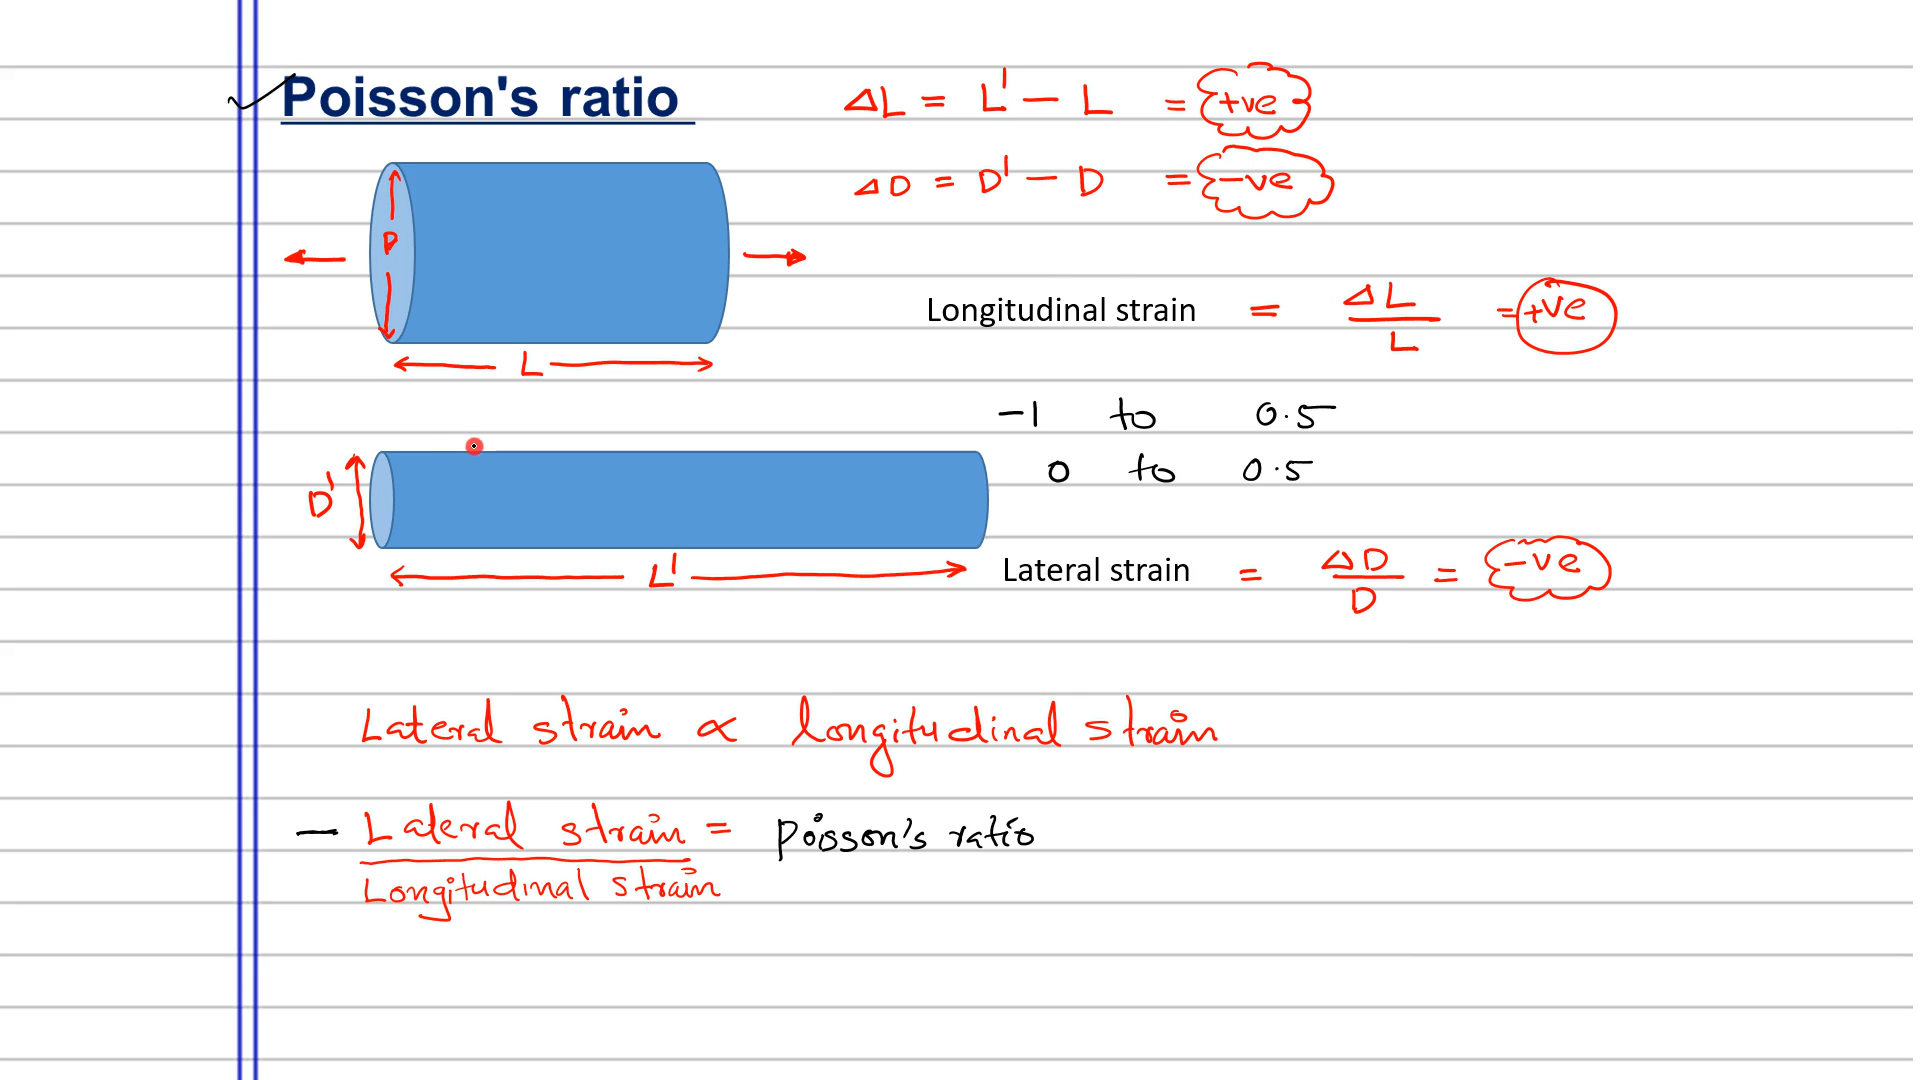 Poisson's ratio
ΔL = L' − L = +ve
ΔD = D' − D = −ve
D
L
Longitudinal strain = ΔL / L = +ve
−1 to 0.5
0 to 0.5
D'
L'
Lateral strain = ΔD / D = −ve
Lateral strain ∝ longitudinal strain
− Lateral strain / Longitudinal strain = Poisson's ratio